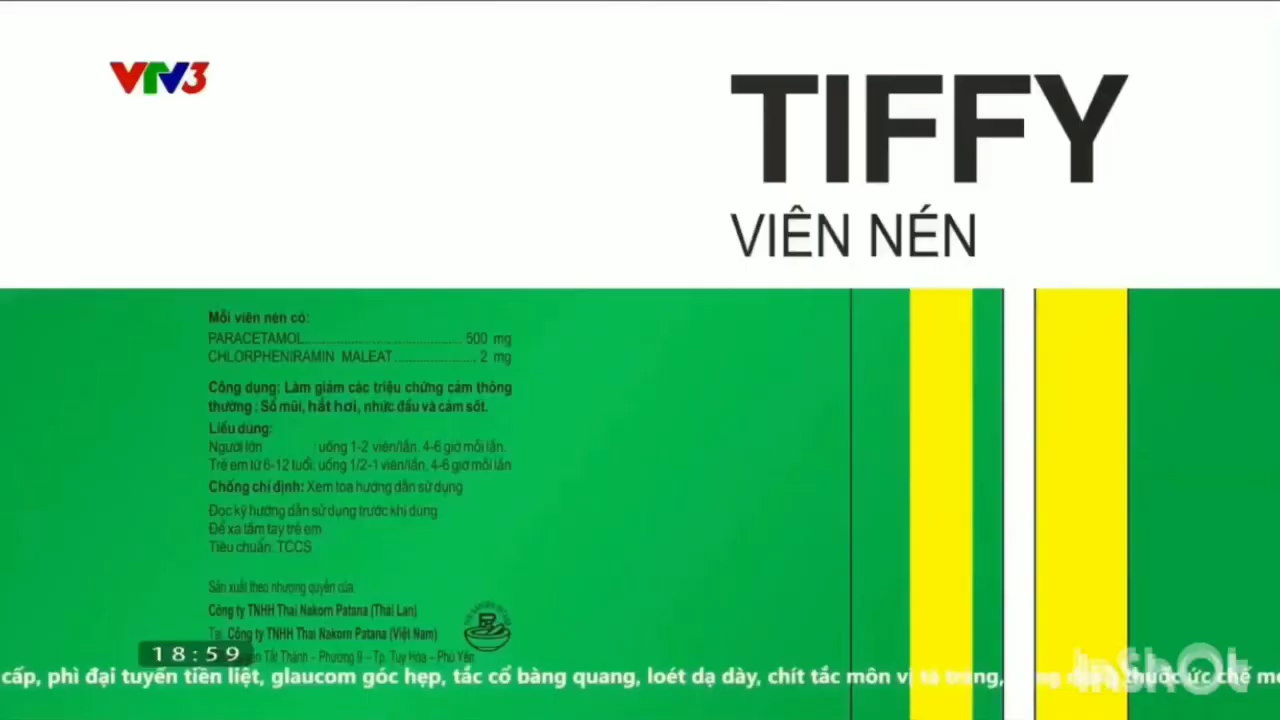 VTV3
TIFFY
VIÊN NÉN
Mỗi viên nén có:
PARACETAMOL........................................ 500 mg
CHLORPHENIRAMIN MALEAT..................... 2 mg
Công dụng: Làm giảm các triệu chứng cảm thông
thường : Sổ mũi, hắt hơi, nhức đầu và cảm sốt.
Liều dùng:
Người lớn : uống 1-2 viên/lần, 4-6 giờ mỗi lần.
Trẻ em từ 6-12 tuổi: uống 1/2-1 viên/lần, 4-6 giờ mỗi lần
Chống chỉ định: Xem toa hướng dẫn sử dụng
Đọc kỹ hướng dẫn sử dụng trước khi dùng
Để xa tầm tay trẻ em
Tiêu chuẩn: TCCS
Sản xuất theo nhượng quyền của:
Công ty TNHH Thai Nakorn Patana (Thái Lan)
Tại: Công ty TNHH Thai Nakorn Patana (Việt Nam)
Tất Thành – Phường 9 – Tp. Tuy Hòa – Phú Yên
18:59
cấp, phì đại tuyến tiền liệt, glaucom góc hẹp, tắc cổ bàng quang, loét dạ dày, chít tắc môn vị tá tràng, thuốc ức chế
InShot